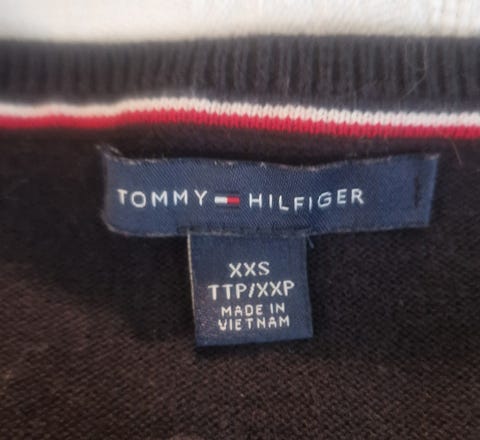 TOMMY HILFIGER
XXS
TTP/XXP
MADE IN
VIETNAM